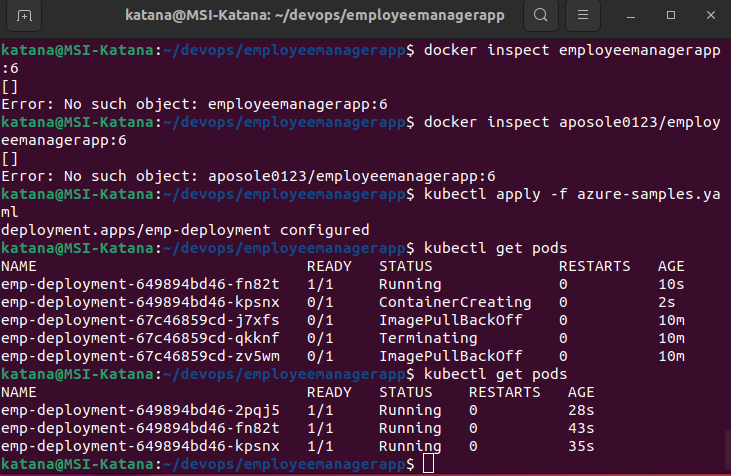 katana@MSI-Katana: ~/devops/employeemanagerapp
katana@MSI-Katana:~/devops/employeemanagerapp$ docker inspect employeemanagerapp
:6
[]
Error: No such object: employeemanagerapp:6
katana@MSI-Katana:~/devops/employeemanagerapp$ docker inspect aposole0123/employ
eemanagerapp:6
[]
Error: No such object: aposole0123/employeemanagerapp:6
katana@MSI-Katana:~/devops/employeemanagerapp$ kubectl apply -f azure-samples.ya
ml
deployment.apps/emp-deployment configured
katana@MSI-Katana:~/devops/employeemanagerapp$ kubectl get pods
NAME                              READY   STATUS              RESTARTS   AGE
emp-deployment-649894bd46-fn82t   1/1     Running             0          10s
emp-deployment-649894bd46-kpsnx   0/1     ContainerCreating   0          2s
emp-deployment-67c46859cd-j7xfs   0/1     ImagePullBackOff    0          10m
emp-deployment-67c46859cd-qkknf   0/1     Terminating         0          10m
emp-deployment-67c46859cd-zv5wm   0/1     ImagePullBackOff    0          10m
katana@MSI-Katana:~/devops/employeemanagerapp$ kubectl get pods
NAME                              READY   STATUS    RESTARTS   AGE
emp-deployment-649894bd46-2pqj5   1/1     Running   0          28s
emp-deployment-649894bd46-fn82t   1/1     Running   0          43s
emp-deployment-649894bd46-kpsnx   1/1     Running   0          35s
katana@MSI-Katana:~/devops/employeemanagerapp$